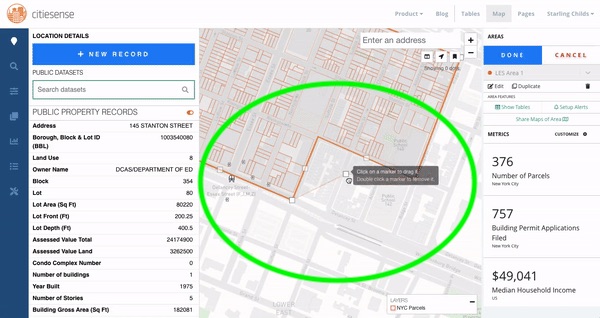 citiesense
Product
Blog
Tables
Map
Pages
Starling Childs
LOCATION DETAILS
+ NEW RECORD
PUBLIC DATASETS
Search datasets
PUBLIC PROPERTY RECORDS
Address 145 STANTON STREET
Borough, Block & Lot ID 1003540080
(BBL)
Land Use 8
Owner Name DCAS/DEPARTMENT OF ED
Block 354
Lot 80
Lot Area (Sq Ft) 80220
Lot Front (Ft) 200.25
Lot Depth (Ft) 400.5
Assessed Value Total 24174900
Assessed Value Land 3262500
Condo Complex Number 0
Number of buildings 1
Year Built 1975
Number of Stories 5
Building Gross Area (Sq Ft) 182081
Enter an address
+
−
Click on a marker to drag it.
Double click a marker to remove it.
Delancey Street
Essex Street (F,J,M,Z)
LOWER
EAST
LAYERS
NYC Parcels
AREAS
DONE
CANCEL
LES Area 1
Edit
Duplicate
AREA FEATURES
Show Tables
Setup Alerts
Share Maps of Area
METRICS
CUSTOMIZE
376
Number of Parcels
New York City
757
Building Permit Applications
Filed
New York City
$49,041
Median Household Income
US